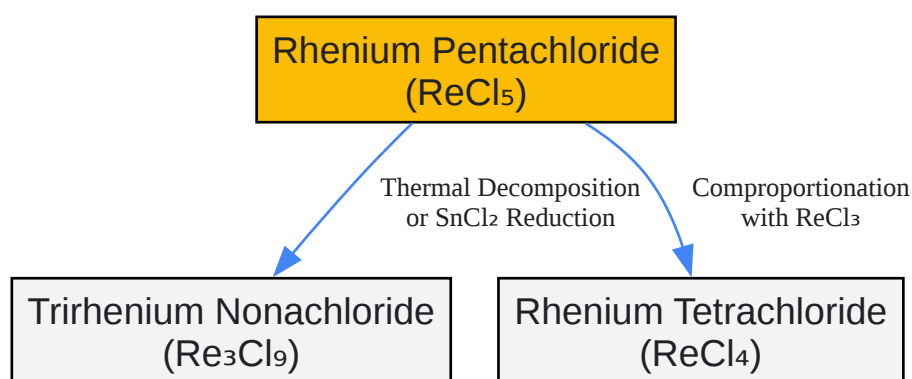 Rhenium Pentachloride
(ReCl₅)
Thermal Decomposition
or SnCl₂ Reduction
Comproportionation
with ReCl₃
Trirhenium Nonachloride
(Re₃Cl₉)
Rhenium Tetrachloride
(ReCl₄)